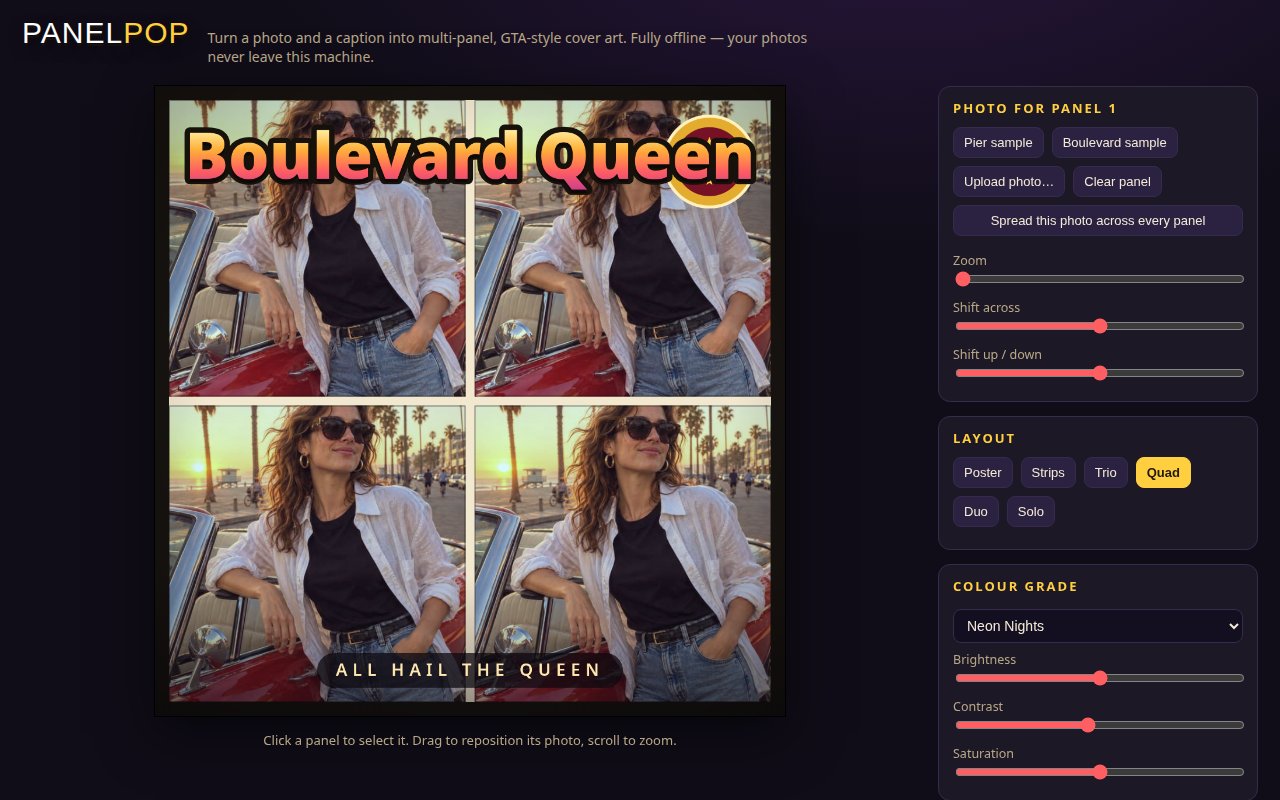 PANELPOP
Turn a photo and a caption into multi-panel, GTA-style cover art. Fully offline — your photos
never leave this machine.
Boulevard Queen
ALL HAIL THE QUEEN
Click a panel to select it. Drag to reposition its photo, scroll to zoom.
PHOTO FOR PANEL 1
Pier sample
Boulevard sample
Upload photo…
Clear panel
Spread this photo across every panel
Zoom
Shift across
Shift up / down
LAYOUT
Poster
Strips
Trio
Quad
Duo
Solo
COLOUR GRADE
Neon Nights
Brightness
Contrast
Saturation